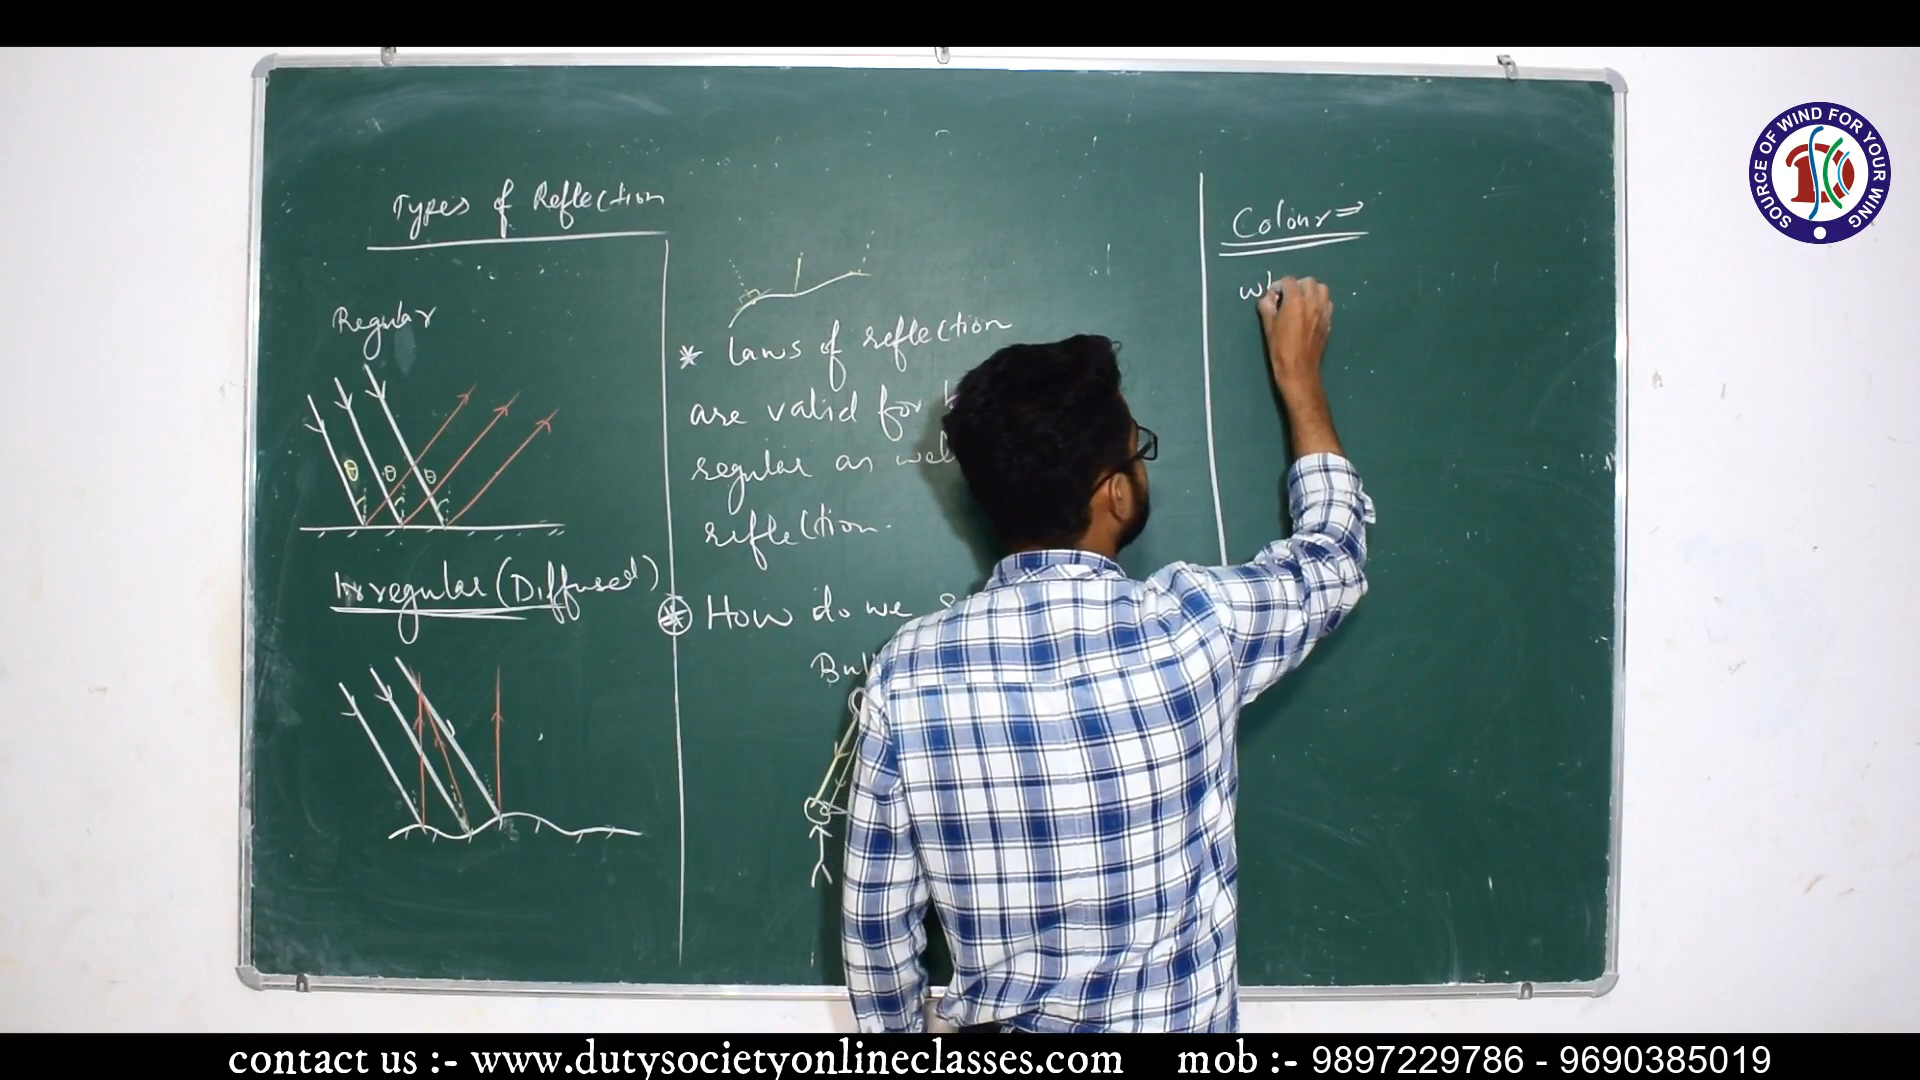 Types of Reflection
Regular
θ θ θ
Irregular (Diffused)
* Laws of reflection
are valid for
regular as
reflection.
* How do we
Colour ⇒
SOURCE OF WIND FOR YOUR WING
contact us :- www.dutysocietyonlineclasses.com mob :- 9897229786 - 9690385019